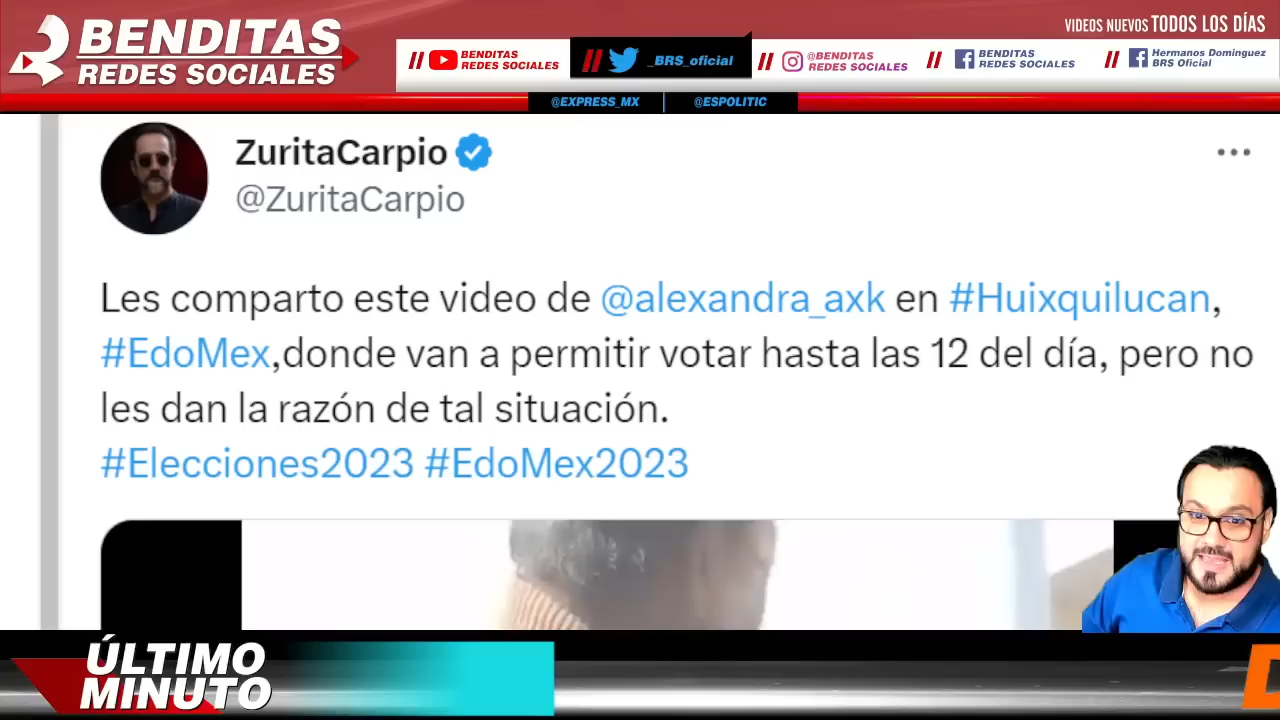 BENDITAS
REDES SOCIALES
VIDEOS NUEVOS TODOS LOS DÍAS
BENDITAS
REDES SOCIALES
_BRS_oficial
@BENDITAS
REDES SOCIALES
BENDITAS
REDES SOCIALES
Hermanos Dominguez
BRS Oficial
@EXPRESS_MX
@ESPOLITIC
ZuritaCarpio
@ZuritaCarpio
Les comparto este video de @alexandra_axk en #Huixquilucan,
#EdoMex,donde van a permitir votar hasta las 12 del día, pero no
les dan la razón de tal situación.
#Elecciones2023 #EdoMex2023
ÚLTIMO
MINUTO